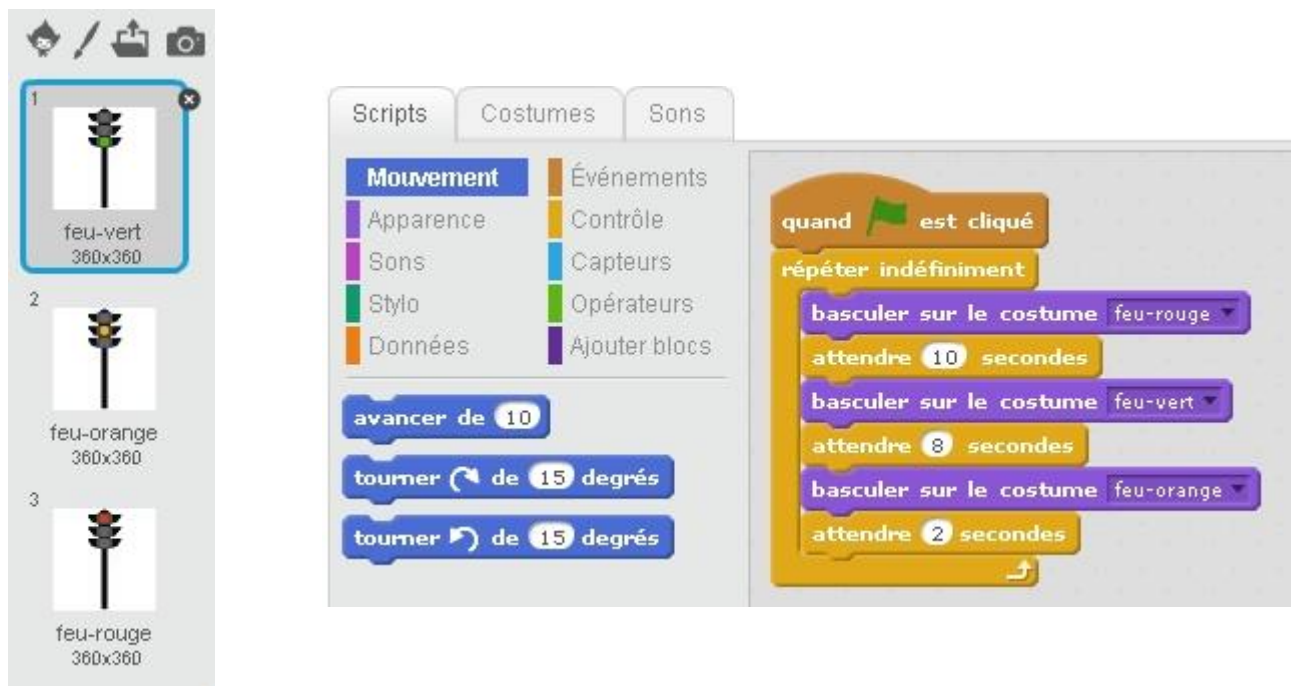 1
feu-vert
360x360
2
feu-orange
360x360
3
feu-rouge
360x360
Scripts Costumes Sons
Mouvement Événements
Apparence Contrôle
Sons Capteurs
Stylo Opérateurs
Données Ajouter blocs
avancer de 10
tourner de 15 degrés
tourner de 15 degrés
quand est cliqué
répéter indéfiniment
basculer sur le costume feu-rouge
attendre 10 secondes
basculer sur le costume feu-vert
attendre 8 secondes
basculer sur le costume feu-orange
attendre 2 secondes